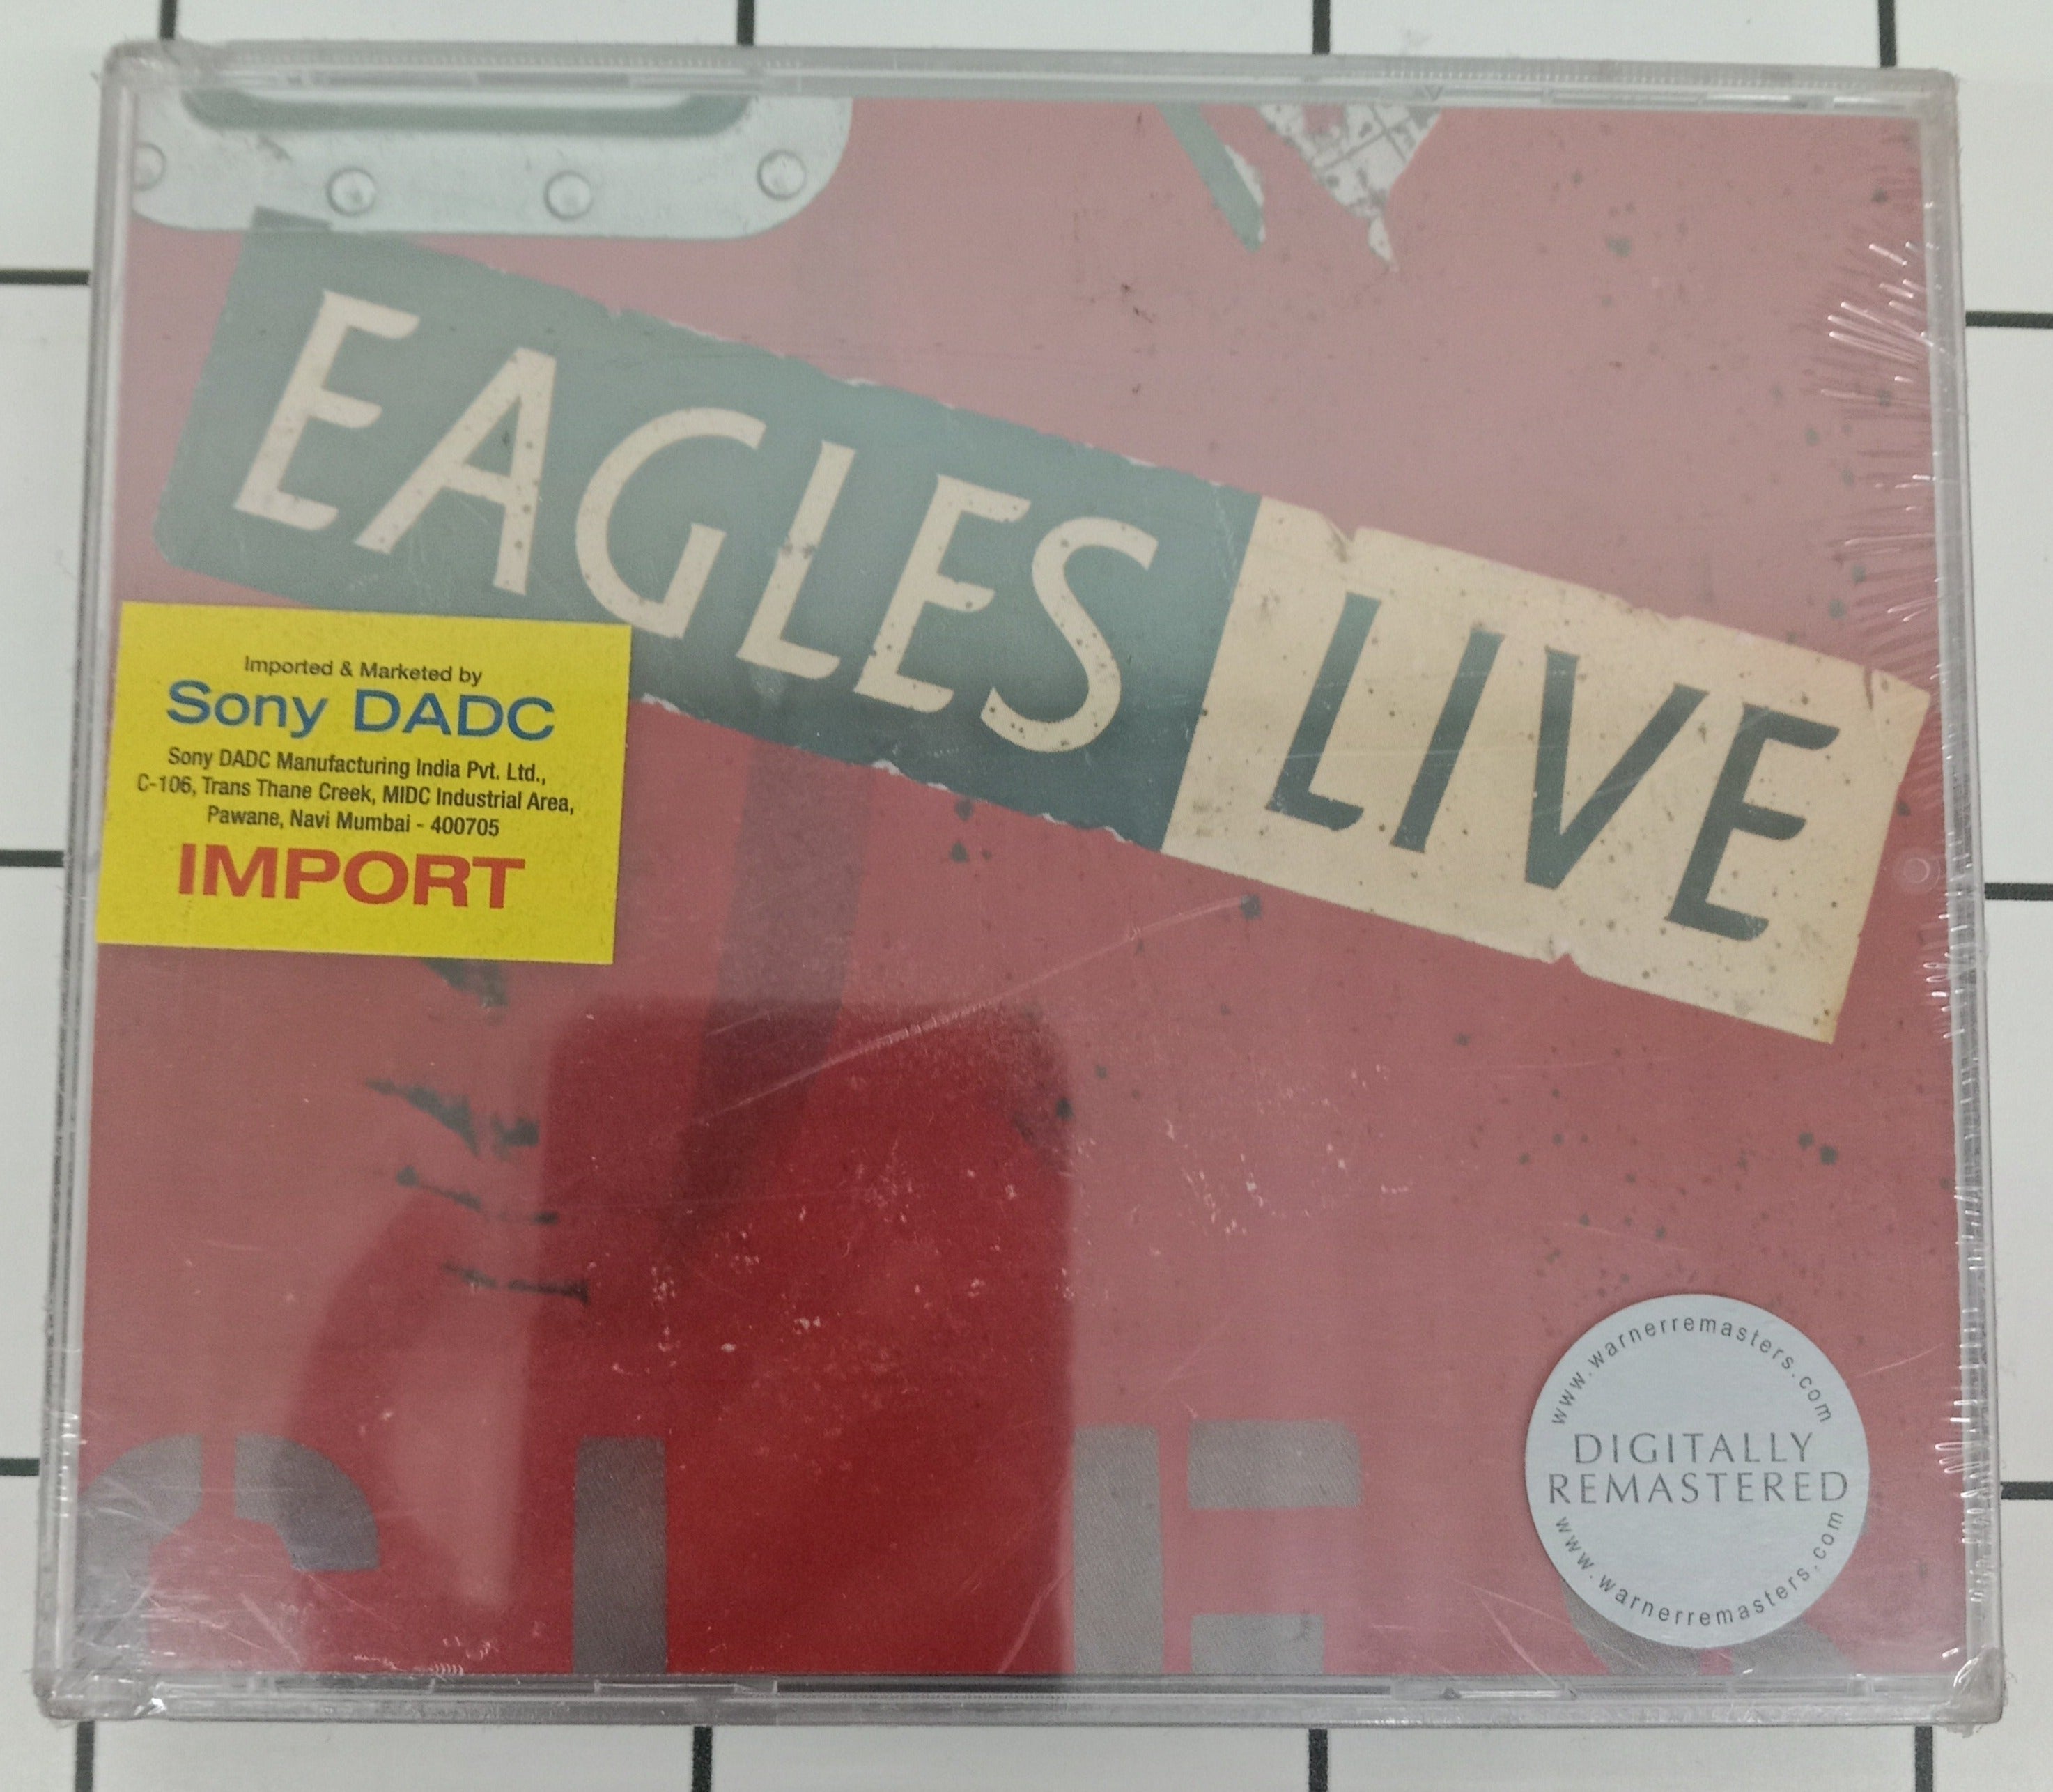 EAGLES LIVE
Imported & Marketed by
Sony DADC
Sony DADC Manufacturing India Pvt. Ltd.,
C-106, Trans Thane Creek, MIDC Industrial Area,
Pawane, Navi Mumbai - 400705
IMPORT
www.warnerremasters.com
DIGITALLY
REMASTERED
www.warnerremasters.com